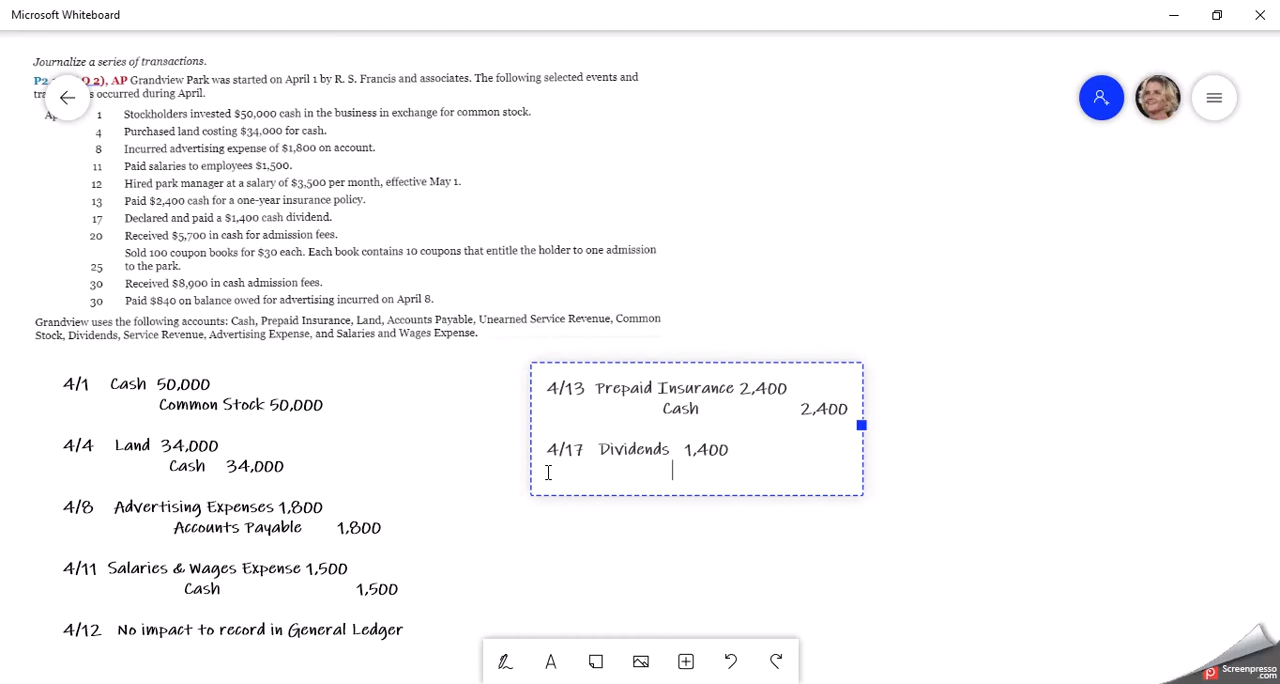 Microsoft Whiteboard
Journalize a series of transactions.
P2 Q 2), AP Grandview Park was started on April 1 by R. S. Francis and associates. The following selected events and
occurred during April.
1 Stockholders invested $50,000 cash in the business in exchange for common stock.
4 Purchased land costing $34,000 for cash.
8 Incurred advertising expense of $1,800 on account.
11 Paid salaries to employees $1,500.
12 Hired park manager at a salary of $3,500 per month, effective May 1.
13 Paid $2,400 cash for a one-year insurance policy.
17 Declared and paid a $1,400 cash dividend.
20 Received $5,700 in cash for admission fees.
Sold 100 coupon books for $30 each. Each book contains 10 coupons that entitle the holder to one admission
25 to the park.
30 Received $8,900 in cash admission fees.
30 Paid $840 on balance owed for advertising incurred on April 8.
Grandview uses the following accounts: Cash, Prepaid Insurance, Land, Accounts Payable, Unearned Service Revenue, Common
Stock, Dividends, Service Revenue, Advertising Expense, and Salaries and Wages Expense.
4/1 Cash 50,000
Common Stock 50,000
4/4 Land 34,000
Cash 34,000
4/8 Advertising Expenses 1,800
Accounts Payable 1,800
4/11 Salaries & Wages Expense 1,500
Cash 1,500
4/12 No impact to record in General Ledger
4/13 Prepaid Insurance 2,400
Cash 2,400
4/17 Dividends 1,400
Screenpresso
.com